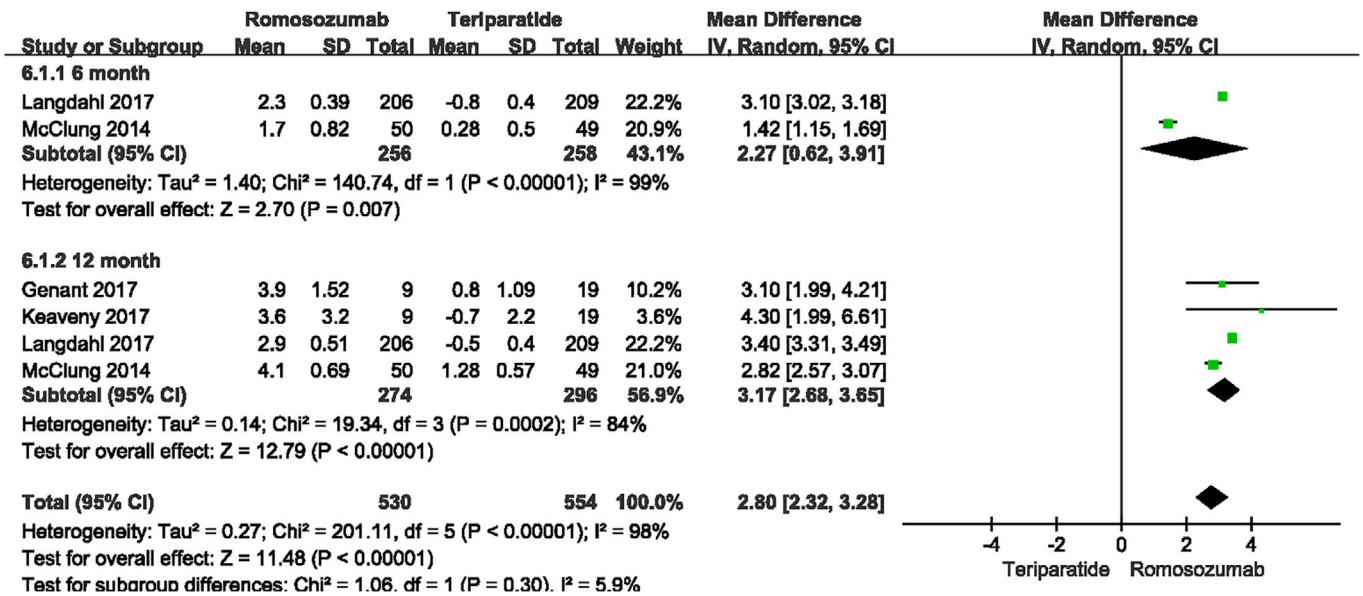 Romosozumab Teriparatide Mean Difference Mean Difference
Study or Subgroup Mean SD Total Mean SD Total Weight IV, Random, 95% CI IV, Random, 95% CI
6.1.1 6 month
Langdahl 2017 2.3 0.39 206 -0.8 0.4 209 22.2% 3.10 [3.02, 3.18]
McClung 2014 1.7 0.82 50 0.28 0.5 49 20.9% 1.42 [1.15, 1.69]
Subtotal (95% CI) 256 258 43.1% 2.27 [0.62, 3.91]
Heterogeneity: Tau² = 1.40; Chi² = 140.74, df = 1 (P < 0.00001); I² = 99%
Test for overall effect: Z = 2.70 (P = 0.007)
6.1.2 12 month
Genant 2017 3.9 1.52 9 0.8 1.09 19 10.2% 3.10 [1.99, 4.21]
Keaveny 2017 3.6 3.2 9 -0.7 2.2 19 3.6% 4.30 [1.99, 6.61]
Langdahl 2017 2.9 0.51 206 -0.5 0.4 209 22.2% 3.40 [3.31, 3.49]
McClung 2014 4.1 0.69 50 1.28 0.57 49 21.0% 2.82 [2.57, 3.07]
Subtotal (95% CI) 274 296 56.9% 3.17 [2.68, 3.65]
Heterogeneity: Tau² = 0.14; Chi² = 19.34, df = 3 (P = 0.0002); I² = 84%
Test for overall effect: Z = 12.79 (P < 0.00001)
Total (95% CI) 530 554 100.0% 2.80 [2.32, 3.28]
Heterogeneity: Tau² = 0.27; Chi² = 201.11, df = 5 (P < 0.00001); I² = 98%
Test for overall effect: Z = 11.48 (P < 0.00001)
Test for subgroup differences: Chi² = 1.06, df = 1 (P = 0.30), I² = 5.9%
-4 -2 0 2 4
Teriparatide Romosozumab